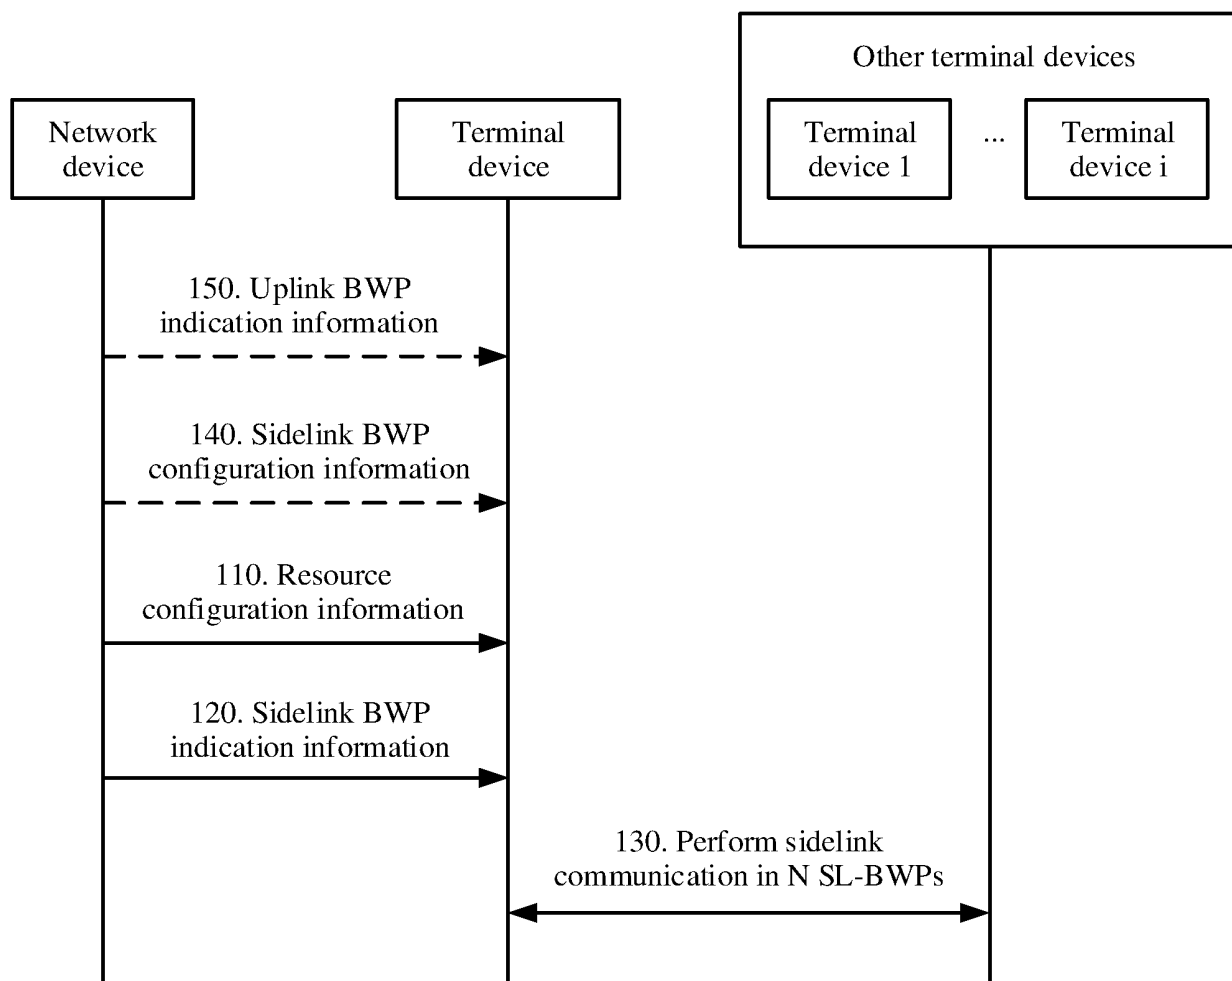 Other terminal devices
Network
device
Terminal
device
Terminal
device 1
...
Terminal
device i
150. Uplink BWP
indication information
140. Sidelink BWP
configuration information
110. Resource
configuration information
120. Sidelink BWP
indication information
130. Perform sidelink
communication in N SL-BWPs